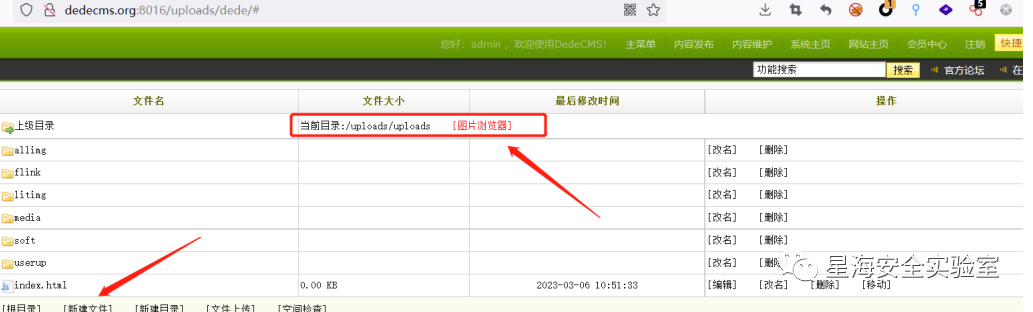 dedecms.org:8016/uploads/dede/#
5
您好：admin ，欢迎使用DedeCMS！ 主菜单 内容发布 内容维护 系统主页 网站主页 会员中心 注销 快捷
功能搜索 搜索 官方论坛 在
文件名 文件大小 最后修改时间 操作
上级目录 当前目录:/uploads/uploads [图片浏览器]
allimg [改名] [删除]
flink [改名] [删除]
litimg [改名] [删除]
media [改名] [删除]
soft [改名] [删除]
userup [改名] [删除]
index.html 0.00 KB 2023-03-06 10:51:33 [编辑] [改名] [删除] [移动]
星海安全实验室
[根目录] [新建文件] [新建目录] [文件上传] [空间检查]